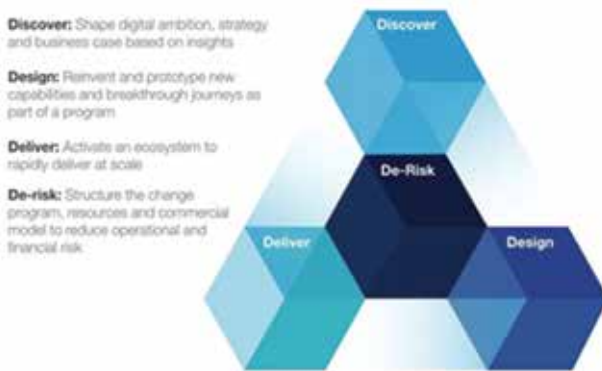 Discover: Shape digital ambition, strategy
and business case based on insights
Design: Reinvent and prototype new
capabilities and breakthrough journeys as
part of a program
Deliver: Activate an ecosystem to
rapidly deliver at scale
De-risk: Structure the change
program, resources and commercial
model to reduce operational and
financial risk
Discover
De-Risk
Deliver
Design